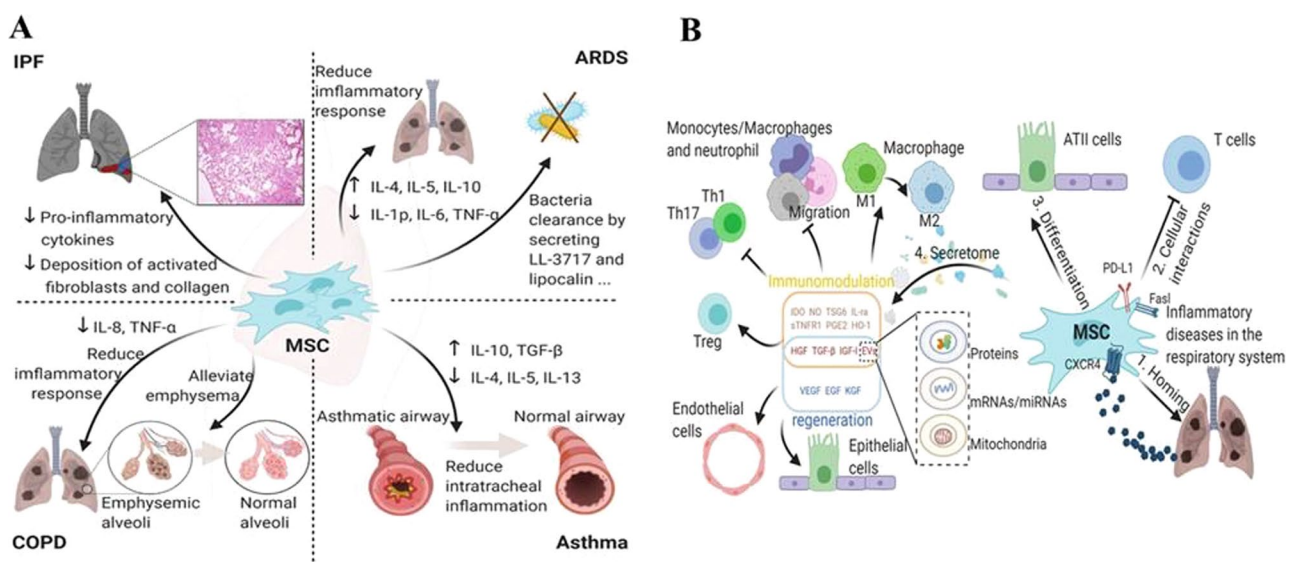 A
IPF
↓ Pro-inflammatory
cytokines
↓ Deposition of activated
fibroblasts and collagen
Reduce
inflammatory
response
ARDS
↑ IL-4, IL-5, IL-10
↓ IL-1p, IL-6, TNF-α
Bacteria
clearance by
secreting
LL-3717 and
lipocalin ...
MSC
↓ IL-8, TNF-α
Reduce
inflammatory
response
Alleviate
emphysema
Emphysemic
alveoli
Normal
alveoli
COPD
↑ IL-10, TGF-β
↓ IL-4, IL-5, IL-13
Asthmatic airway
Normal airway
Reduce
intratracheal
inflammation
Asthma
B
Monocytes/Macrophages
and neutrophil
Th1
Th17
Migration
Macrophage
M1
M2
Treg
Immunomodulation
4. Secretome
IDO NO TSG6 IL-ra
sTNFR1 PGE2 HO-1
HGF TGF-β IGF-I EVs
VEGF EGF KGF
regeneration
Endothelial
cells
Epithelial
cells
Proteins
mRNAs/miRNAs
Mitochondria
ATII cells
T cells
3. Differentiation
2. Cellular
interactions
PD-L1
Fasl
MSC
CXCR4
1. Homing
Inflammatory
diseases in the
respiratory system